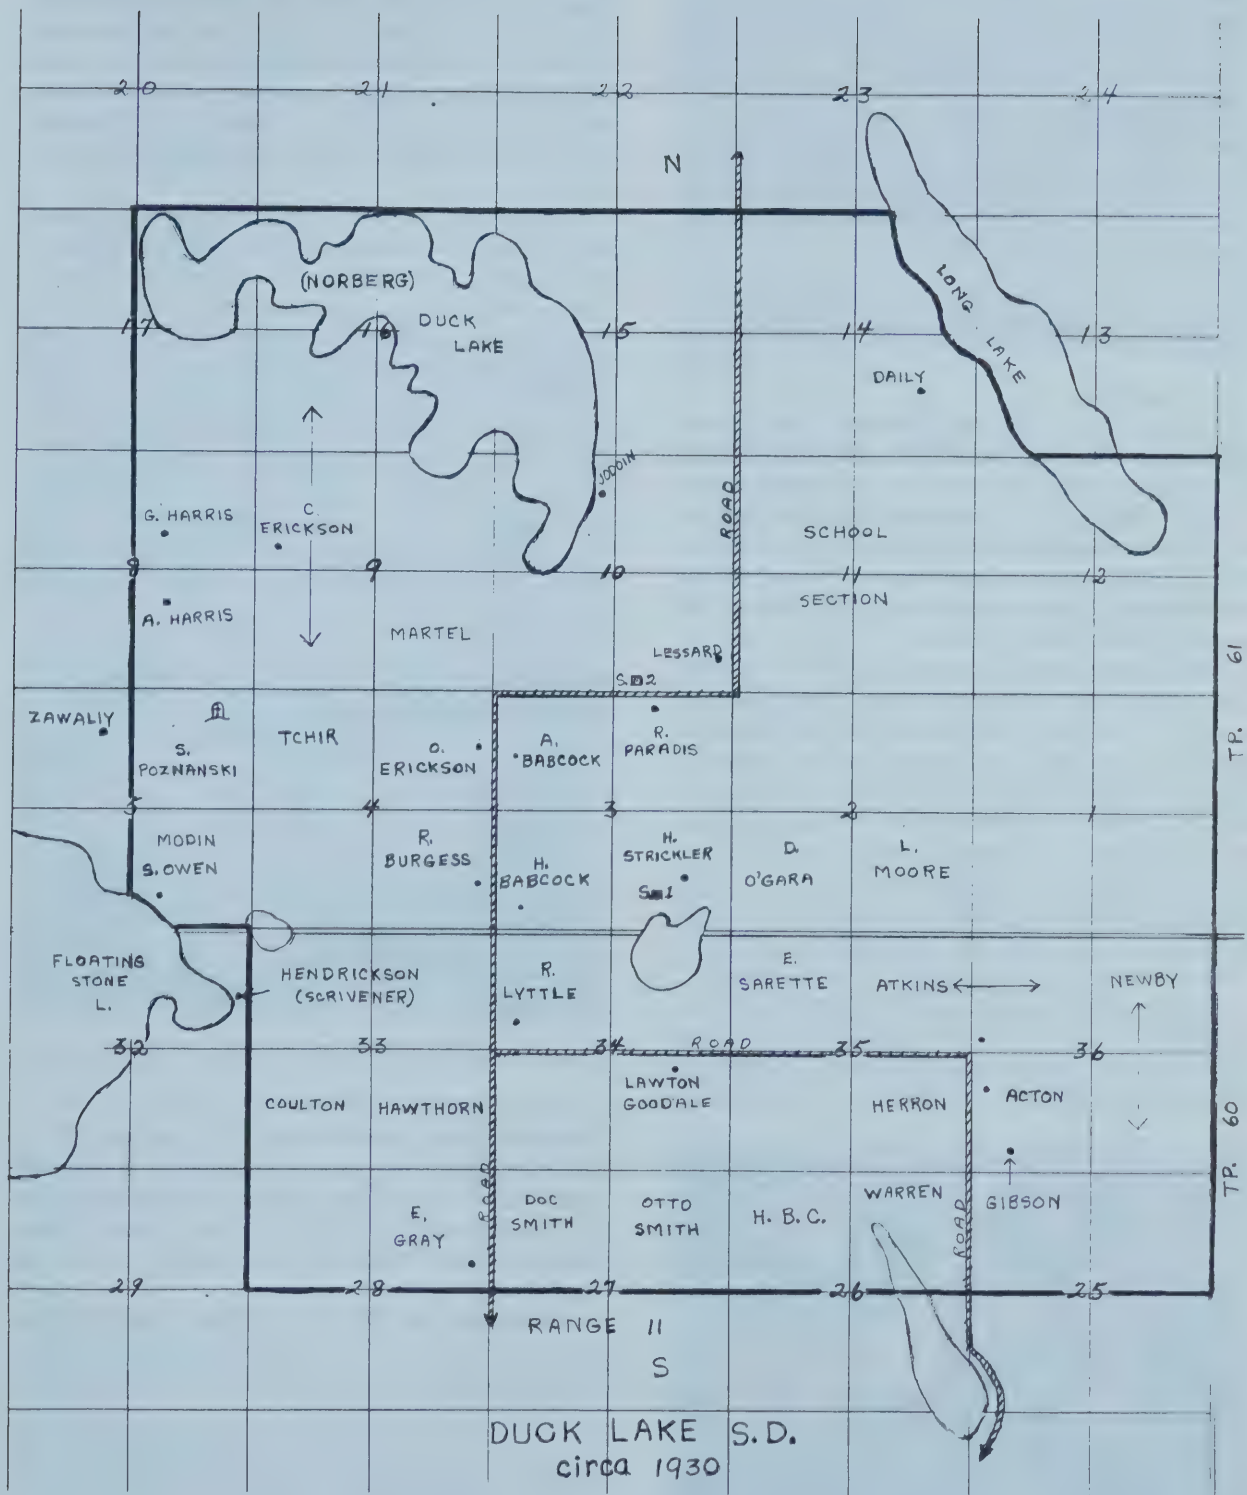 20 21 22 23 24
N
(NORBERG)
LONG LAKE
17 16 DUCK LAKE 15 14 13
DAILY
JODOIN
ROAD
G. HARRIS
C. ERICKSON
SCHOOL
8 9 10 11 12
SECTION
A. HARRIS
MARTEL
LESSARD
TP. 61
S 2
ZAWALIY
S. POZNANSKI
TCHIR
O. ERICKSON
A. BABCOCK
R. PARADIS
5 4 3 2 1
MODIN
S. OWEN
R. BURGESS
H. BABCOCK
H. STRICKLER
S 1
D. O'GARA
L. MOORE
FLOATING
STONE
L.
HENDRICKSON
(SCRIVENER)
R. LYTTLE
E. SARETTE
ATKINS
NEWBY
32 33 34 ROAD 35 36
COULTON
HAWTHORN
LAWTON
GOODALE
HERRON
ACTON
TP. 60
ROAD
E. GRAY
DOC SMITH
OTTO SMITH
H. B. C.
WARREN
ROAD
GIBSON
29 28 27 26 25
RANGE 11
S
DUCK LAKE S.D.
circa 1930